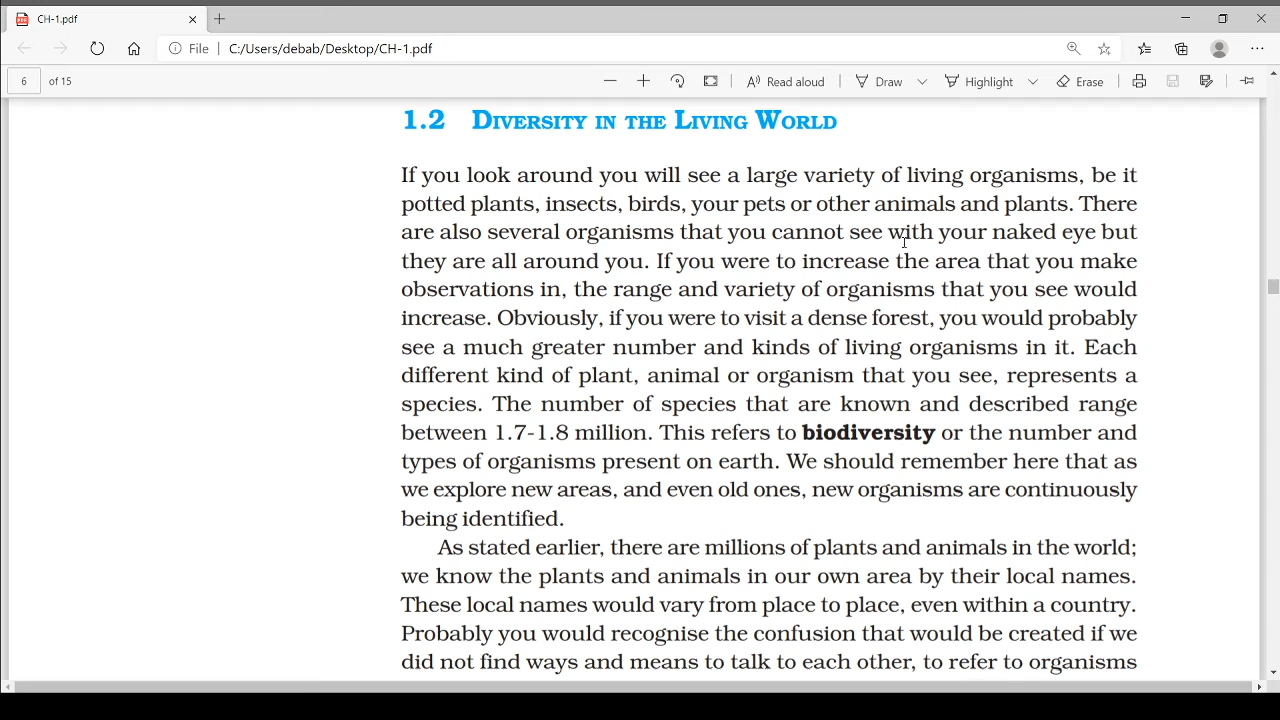 CH-1.pdf
File C:/Users/debab/Desktop/CH-1.pdf
6 of 15 Read aloud Draw Highlight Erase
1.2 Diversity in the Living World
If you look around you will see a large variety of living organisms, be it
potted plants, insects, birds, your pets or other animals and plants. There
are also several organisms that you cannot see with your naked eye but
they are all around you. If you were to increase the area that you make
observations in, the range and variety of organisms that you see would
increase. Obviously, if you were to visit a dense forest, you would probably
see a much greater number and kinds of living organisms in it. Each
different kind of plant, animal or organism that you see, represents a
species. The number of species that are known and described range
between 1.7-1.8 million. This refers to biodiversity or the number and
types of organisms present on earth. We should remember here that as
we explore new areas, and even old ones, new organisms are continuously
being identified.
As stated earlier, there are millions of plants and animals in the world;
we know the plants and animals in our own area by their local names.
These local names would vary from place to place, even within a country.
Probably you would recognise the confusion that would be created if we
did not find ways and means to talk to each other, to refer to organisms